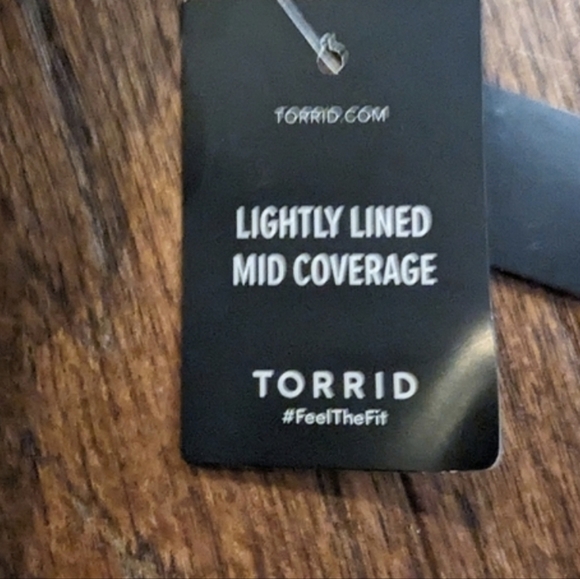 TORRID.COM
LIGHTLY LINED
MID COVERAGE
TORRID
#FeelTheFit